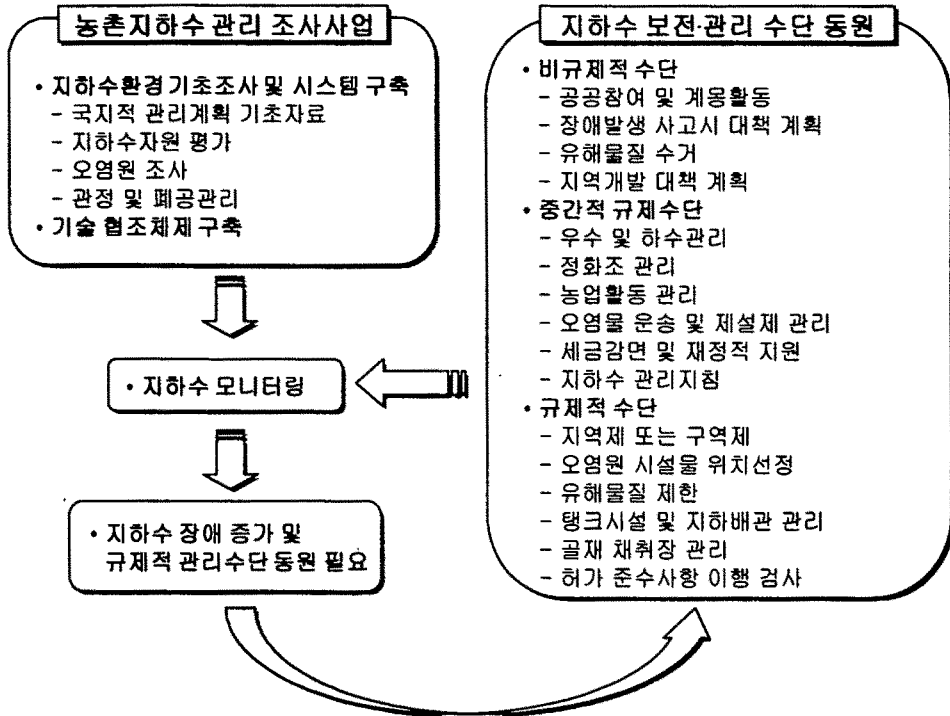 농촌지하수 관리 조사사업
• 지하수환경 기초조사 및 시스템 구축
– 국지적 관리계획 기초자료
– 지하수자원 평가
– 오염원 조사
– 관정 및 폐공관리
• 기술 협조체제 구축
• 지하수 모니터링
• 지하수 장애 증가 및
규제적 관리수단 동원 필요
지하수 보전·관리 수단 동원
• 비규제적 수단
– 공공참여 및 계몽활동
– 장애발생 사고시 대책 계획
– 유해물질 수거
– 지역개발 대책 계획
• 중간적 규제수단
– 우수 및 하수관리
– 정화조 관리
– 농업활동 관리
– 오염물 운송 및 제설제 관리
– 세금감면 및 재정적 지원
– 지하수 관리지침
• 규제적 수단
– 지역제 또는 구역제
– 오염원 시설물 위치선정
– 유해물질 제한
– 탱크시설 및 지하배관 관리
– 골재 채취장 관리
– 허가 준수사항 이행 검사